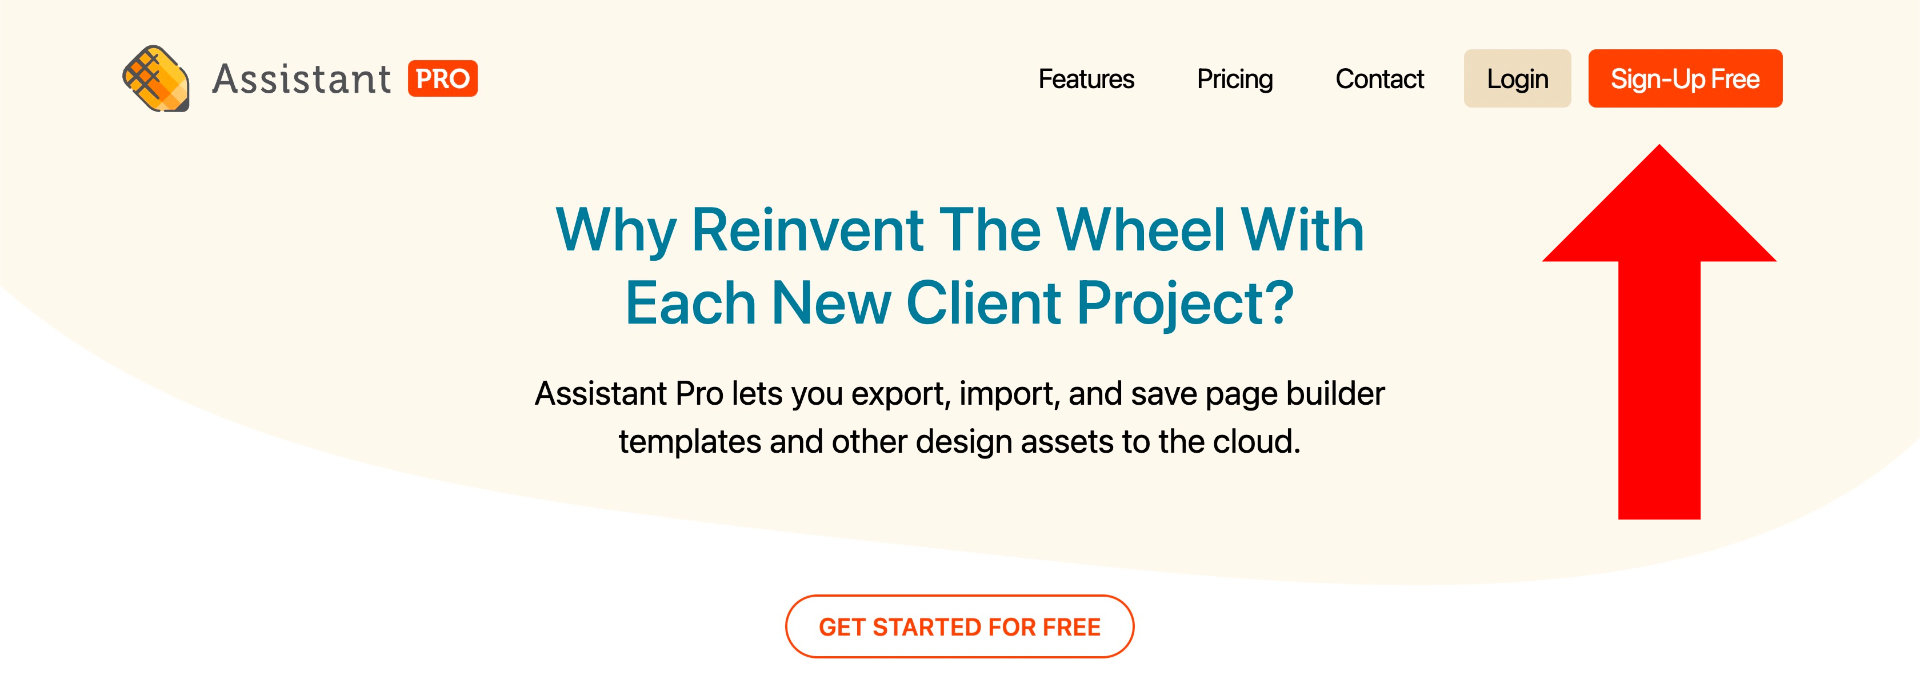 Assistant PRO
Features
Pricing
Contact
Login
Sign-Up Free
Why Reinvent The Wheel With
Each New Client Project?
Assistant Pro lets you export, import, and save page builder
templates and other design assets to the cloud.
GET STARTED FOR FREE